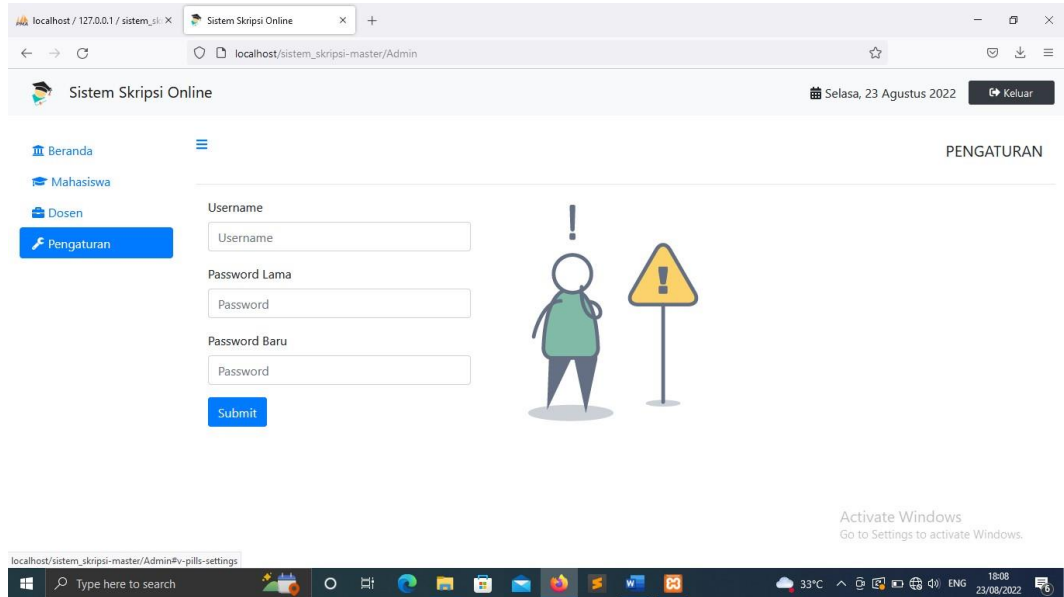 localhost / 127.0.0.1 / sistem_sk
Sistem Skripsi Online
localhost/sistem_skripsi-master/Admin
Sistem Skripsi Online
Selasa, 23 Agustus 2022
Keluar
Beranda
PENGATURAN
Mahasiswa
Dosen
Pengaturan
Username
Username
Password Lama
Password
Password Baru
Password
Submit
!
!
Activate Windows
Go to Settings to activate Windows.
localhost/sistem_skripsi-master/Admin#v-pills-settings
Type here to search
33°C
ENG
18:08
23/08/2022
6